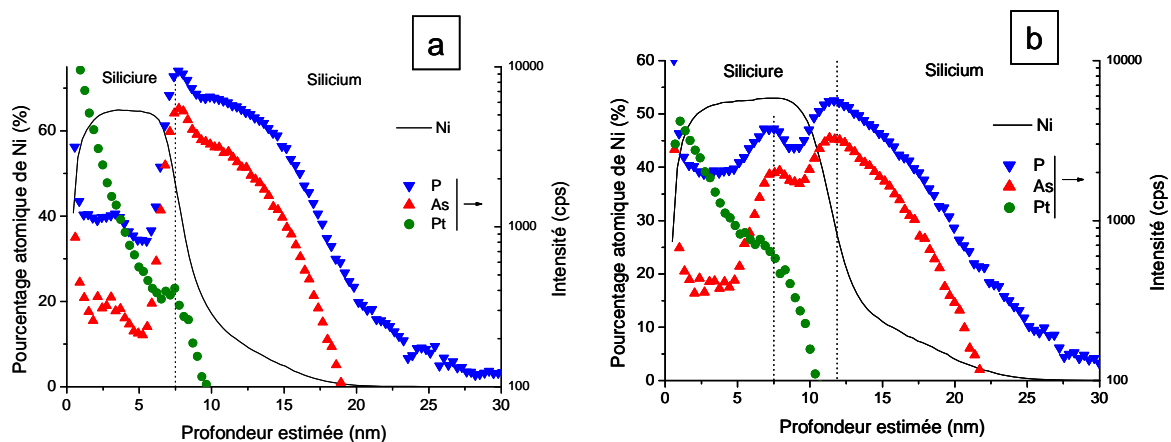 a
Siliciure
Silicium
Ni
P
As
Pt
Pourcentage atomique de Ni (%)
60
40
20
0
0 5 10 15 20 25 30
Profondeur estimée (nm)
10000
1000
100
Intensité (cps)
b
Siliciure
Silicium
Ni
P
As
Pt
Pourcentage atomique de Ni (%)
60
50
40
30
20
10
0
0 5 10 15 20 25 30
Profondeur estimée (nm)
10000
1000
100
Intensité (cps)